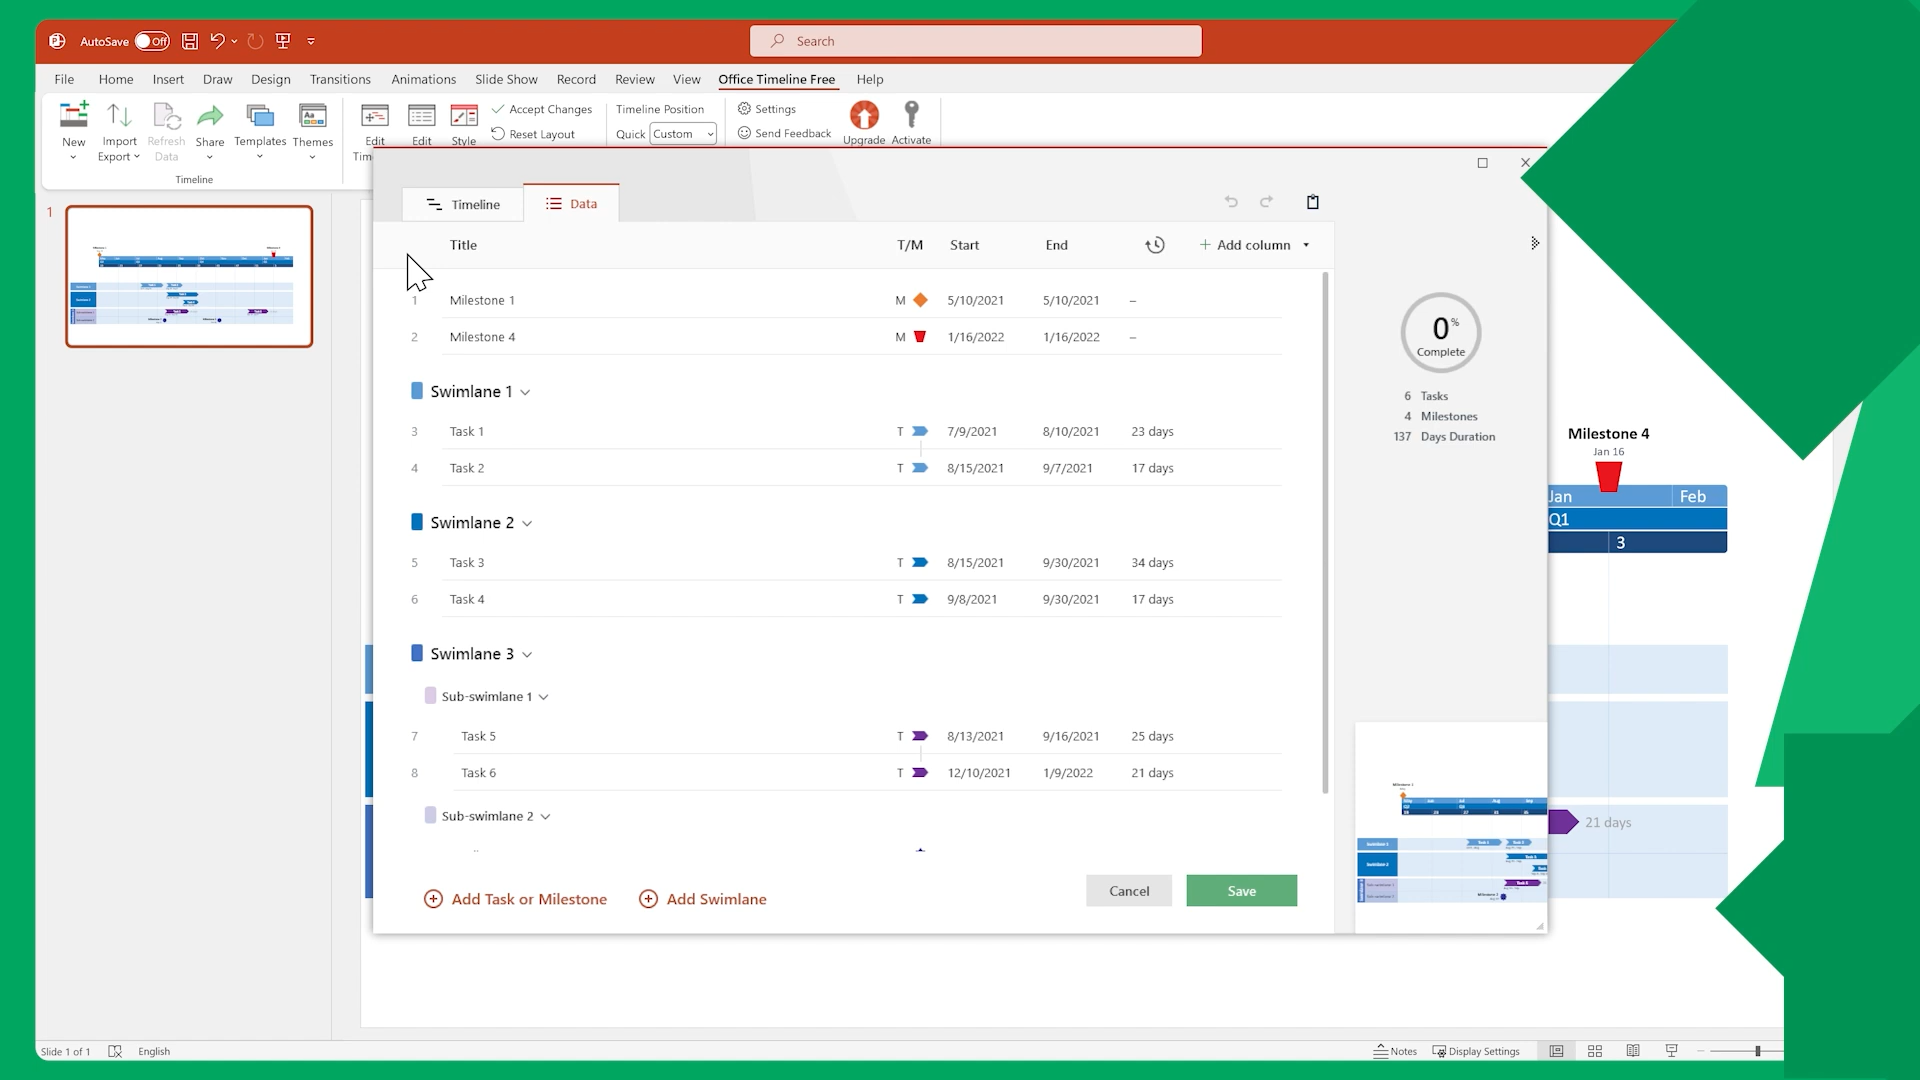 AutoSave Off
Search
File Home Insert Draw Design Transitions Animations Slide Show Record Review View Office Timeline Free Help
New
Import
Export
Refresh
Data
Share
Templates
Themes
Timeline
Edit
Edit
Style
Accept Changes
Reset Layout
Timeline Position
Quick Custom
Settings
Send Feedback
Upgrade
Activate
1
Timeline
Data
Title T/M Start End + Add column
1 Milestone 1 M 5/10/2021 5/10/2021 –
2 Milestone 4 M 1/16/2022 1/16/2022 –
Swimlane 1
3 Task 1 T 7/9/2021 8/10/2021 23 days
4 Task 2 T 8/15/2021 9/7/2021 17 days
Swimlane 2
5 Task 3 T 8/15/2021 9/30/2021 34 days
6 Task 4 T 9/8/2021 9/30/2021 17 days
Swimlane 3
Sub-swimlane 1
7 Task 5 T 8/13/2021 9/16/2021 25 days
8 Task 6 T 12/10/2021 1/9/2022 21 days
Sub-swimlane 2
Add Task or Milestone
Add Swimlane
Cancel
Save
0%
Complete
6 Tasks
4 Milestones
137 Days Duration
Milestone 4
Jan 16
Jan Feb
Q1
3
21 days
Slide 1 of 1
English
Notes
Display Settings